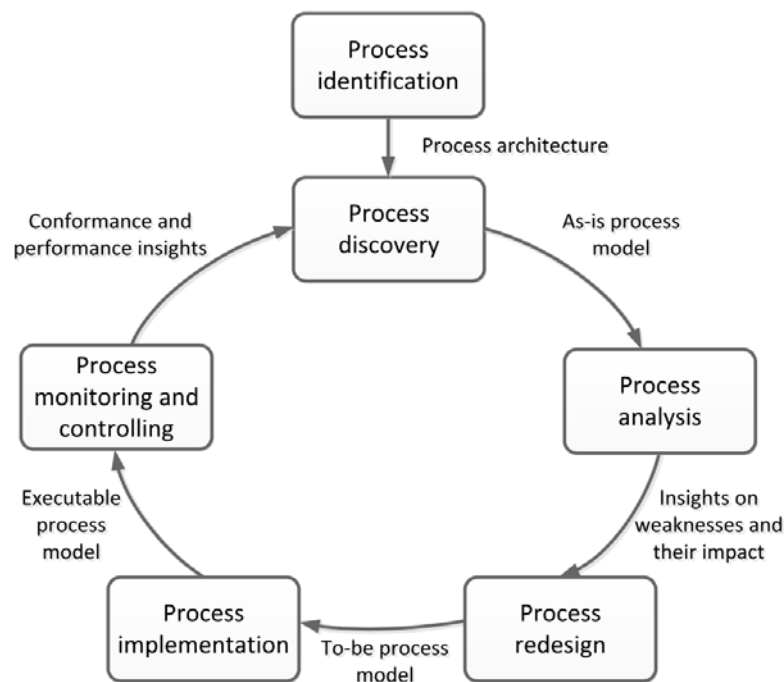 Process
identification
Process architecture
Process
discovery
As-is process
model
Process
analysis
Insights on
weaknesses and
their impact
Process
redesign
To-be process
model
Process
implementation
Executable
process
model
Process
monitoring and
controlling
Conformance and
performance insights